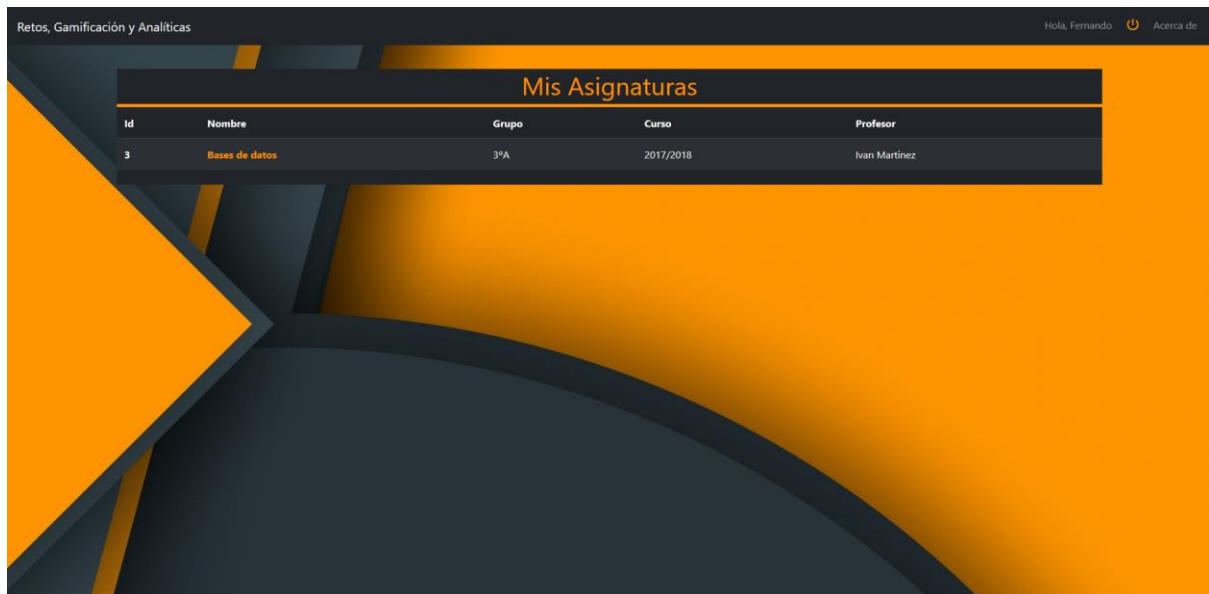 Retos, Gamificación y Analíticas Hola, Fernando Acerca de
Mis Asignaturas
Id Nombre Grupo Curso Profesor
3 Bases de datos 3ºA 2017/2018 Ivan Martinez